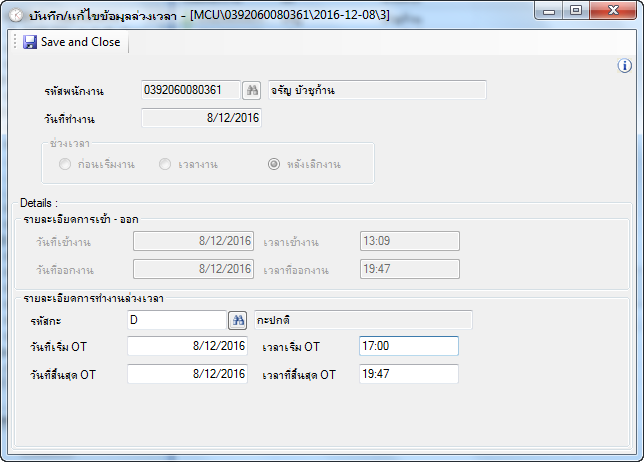 บันทึก/แก้ไขข้อมูลล่วงเวลา - [MCU\0392060080361\2016-12-08\3]
Save and Close
รหัสพนักงาน 0392060080361 จรัญ บัวชูก้าน
วันที่ทำงาน 8/12/2016
ช่วงเวลา
ก่อนเริ่มงาน เวลางาน หลังเลิกงาน
Details :
รายละเอียดการเข้า - ออก
วันที่เข้างาน 8/12/2016 เวลาเข้างาน 13:09
วันที่ออกงาน 8/12/2016 เวลาที่ออกงาน 19:47
รายละเอียดการทำงานล่วงเวลา
รหัสกะ D กะปกติ
วันที่เริ่ม OT 8/12/2016 เวลาเริ่ม OT 17:00
วันที่สิ้นสุด OT 8/12/2016 เวลาที่สิ้นสุด OT 19:47